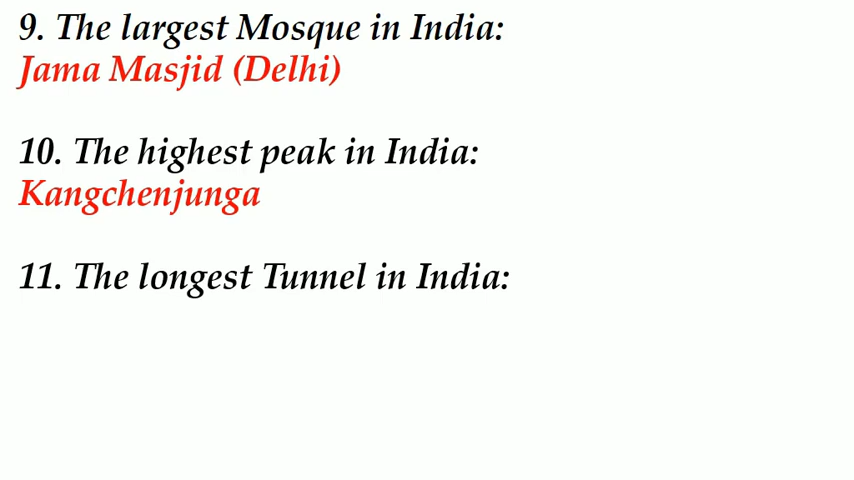 9. The largest Mosque in India:
Jama Masjid (Delhi)
10. The highest peak in India:
Kangchenjunga
11. The longest Tunnel in India: